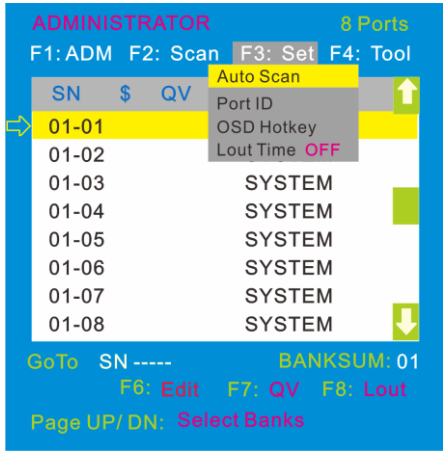 ADMINISTRATOR 8 Ports
F1: ADM F2: Scan F3: Set F4: Tool
Auto Scan
SN $ QV
Port ID
01-01
OSD Hotkey
01-02
Lout Time OFF
01-03 SYSTEM
01-04 SYSTEM
01-05 SYSTEM
01-06 SYSTEM
01-07 SYSTEM
01-08 SYSTEM
GoTo SN ----- BANKSUM: 01
F6: Edit F7: QV F8: Lout
Page UP/ DN: Select Banks